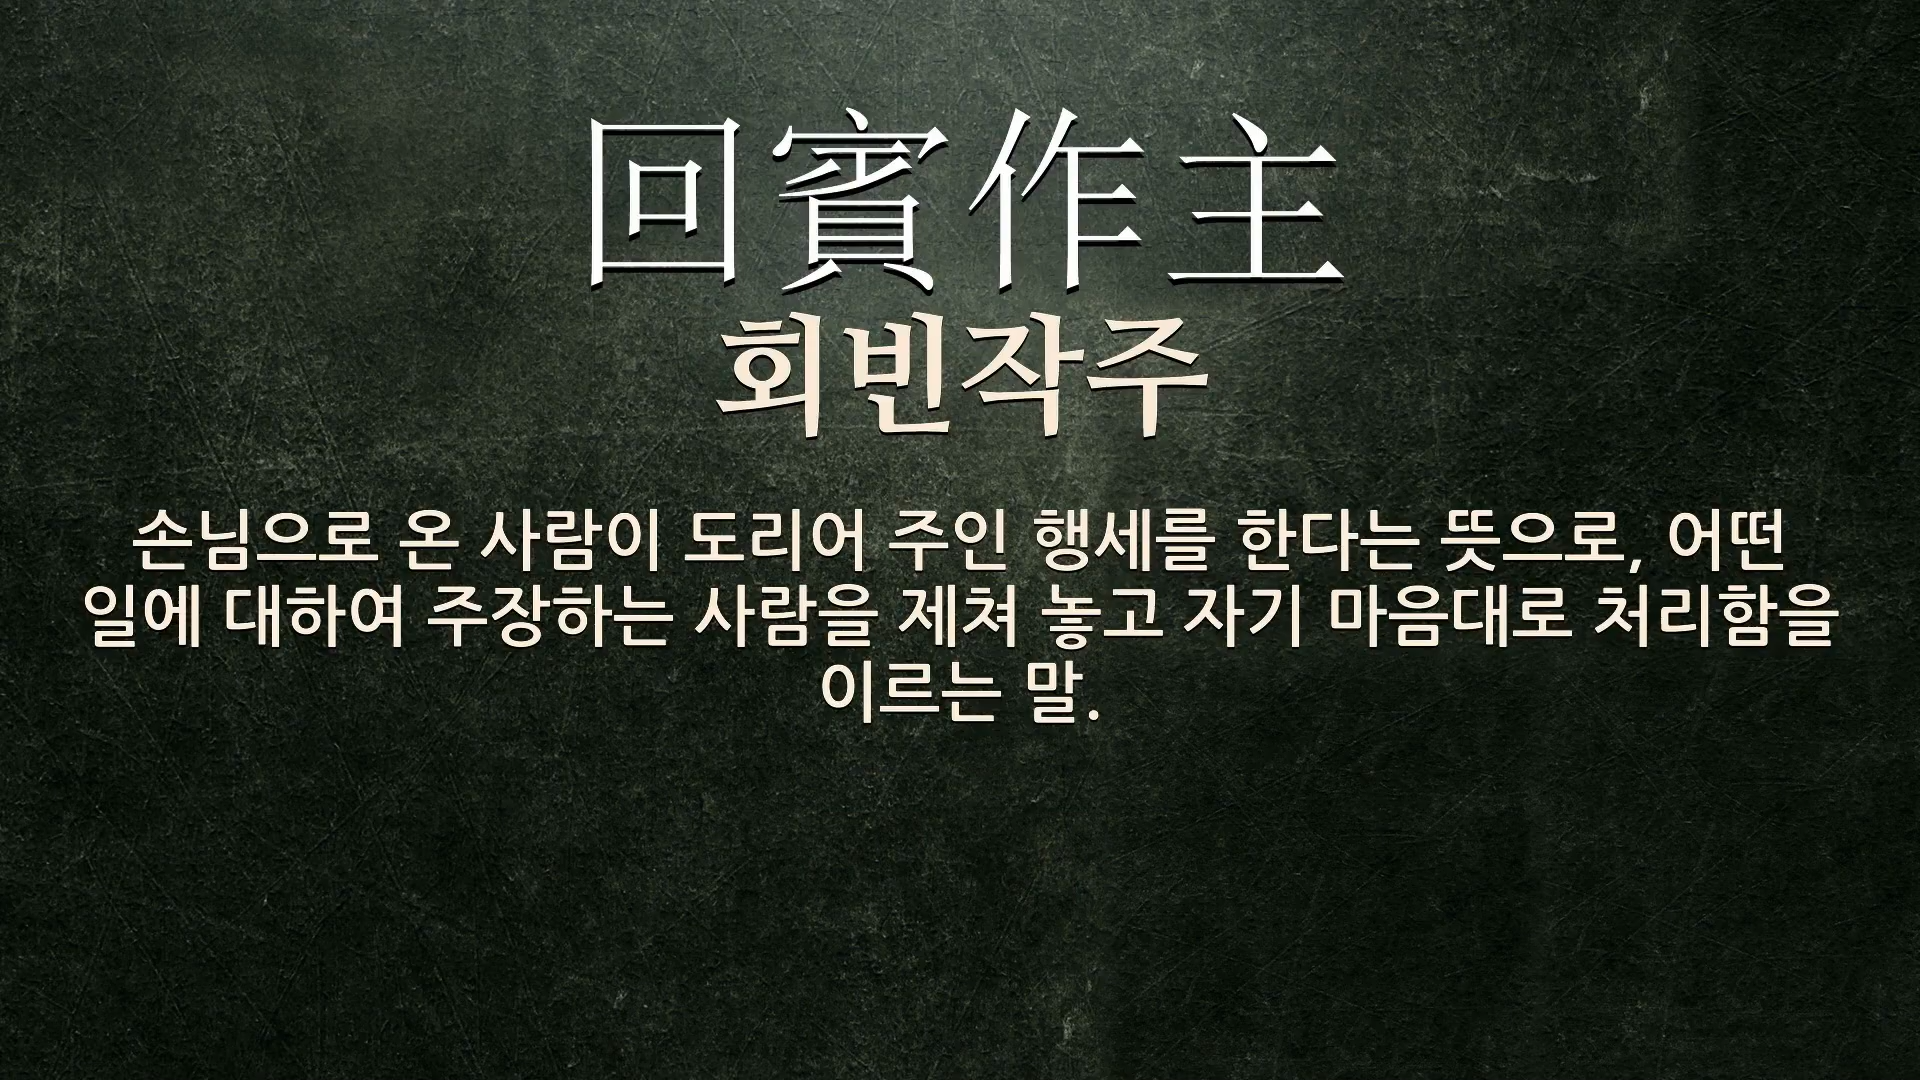 回賓作主
회빈작주
손님으로 온 사람이 도리어 주인 행세를 한다는 뜻으로, 어떤
일에 대하여 주장하는 사람을 제쳐 놓고 자기 마음대로 처리함을
이르는 말.